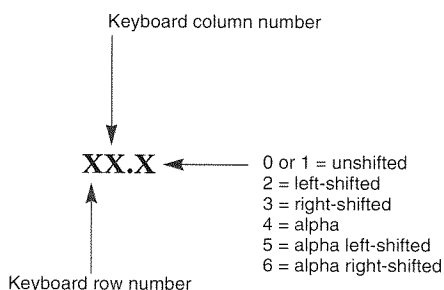 Keyboard column number
XX.X
0 or 1 = unshifted
2 = left-shifted
3 = right-shifted
4 = alpha
5 = alpha left-shifted
6 = alpha right-shifted
Keyboard row number